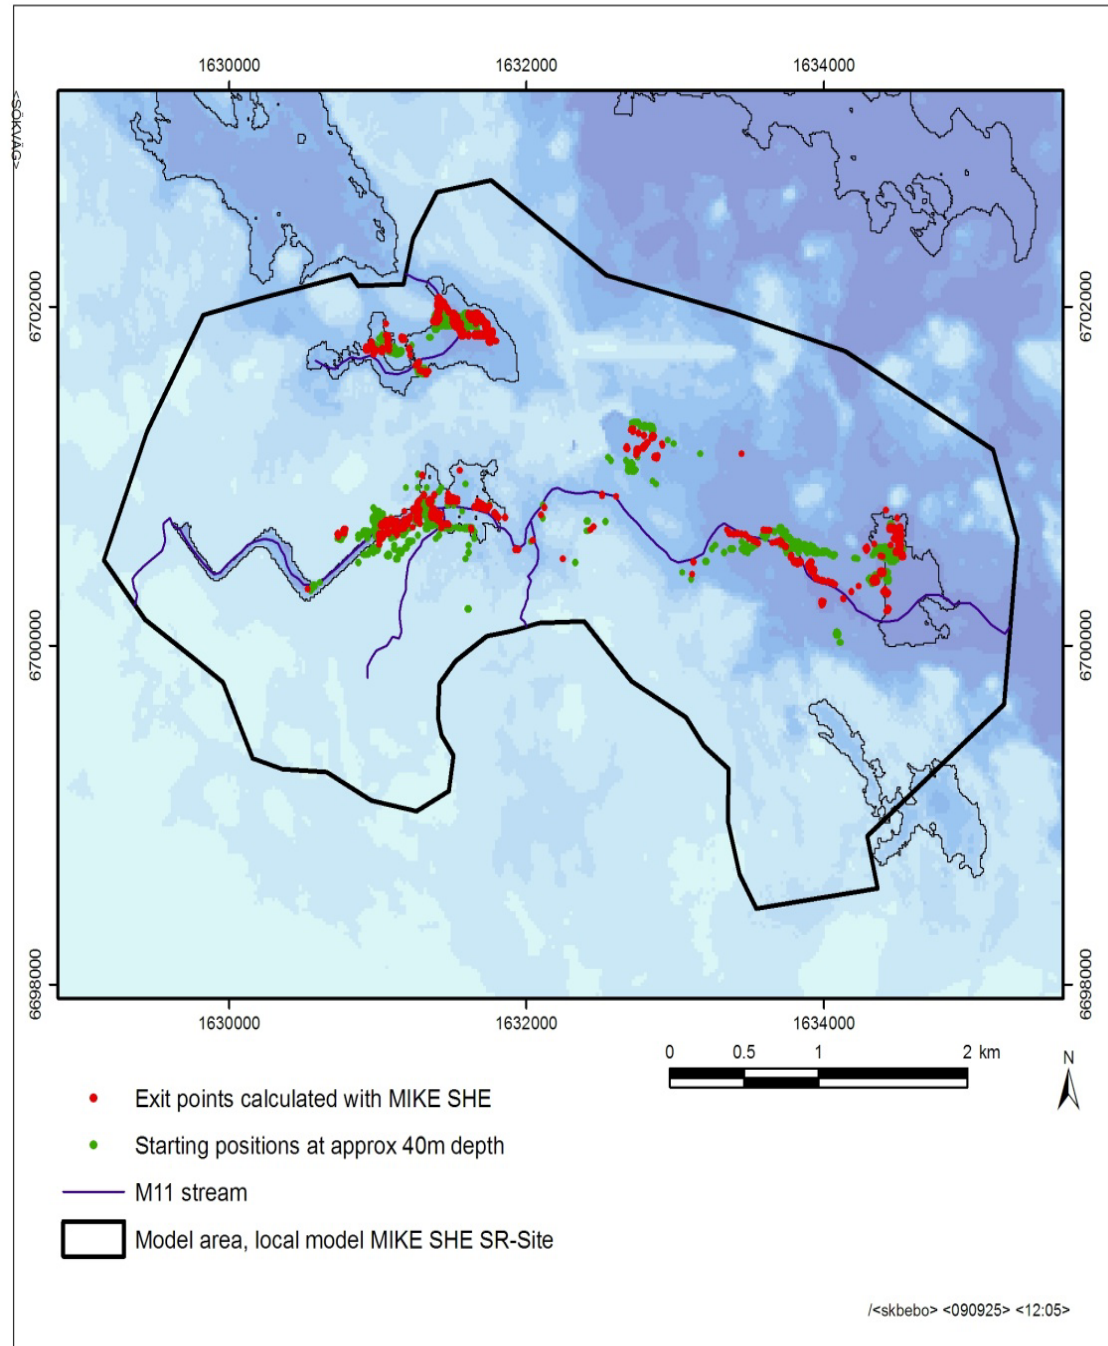 1630000 1632000 1634000
<SÖKVÄG>
6702000 6702000
6700000 6700000
6698000 6698000
1630000 1632000 1634000
0 0.5 1 2 km
N
Exit points calculated with MIKE SHE
Starting positions at approx 40m depth
M11 stream
Model area, local model MIKE SHE SR-Site
/<skbebo> <090925> <12:05>